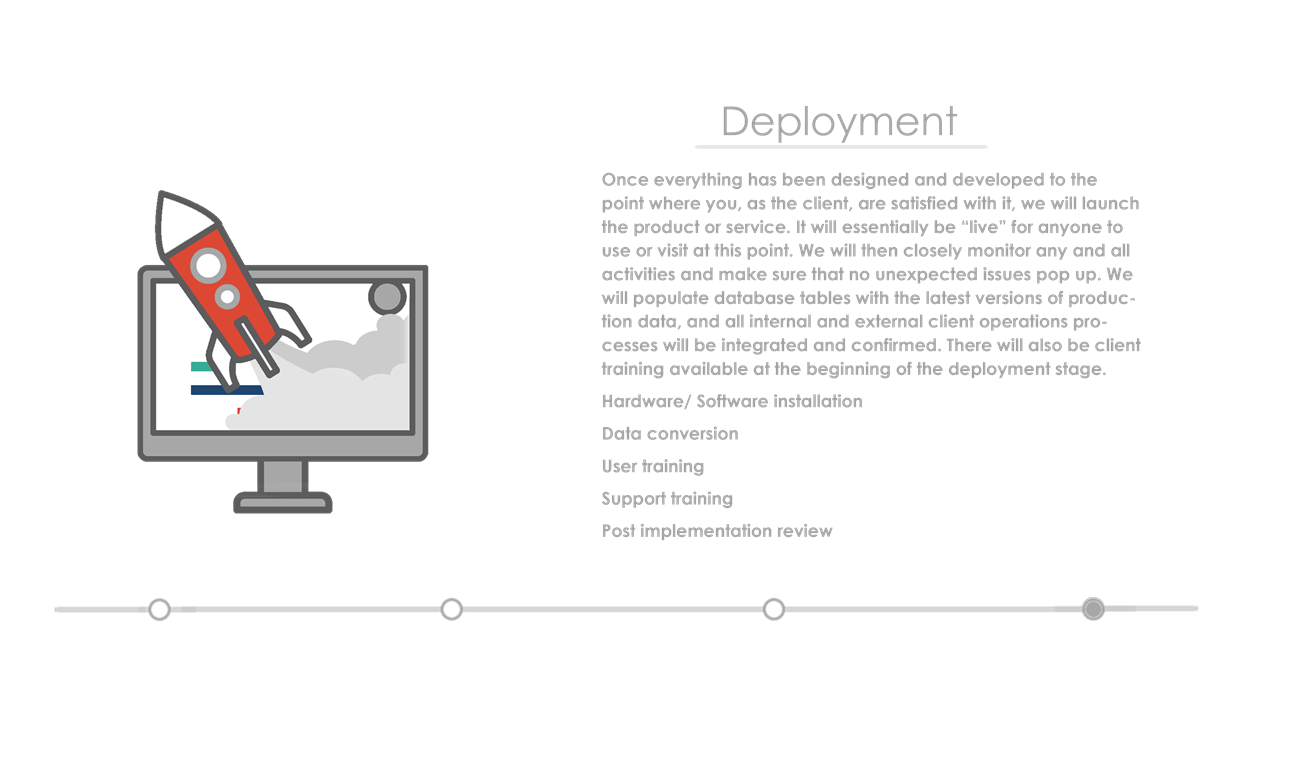 Deployment
Once everything has been designed and developed to the
point where you, as the client, are satisfied with it, we will launch
the product or service. It will essentially be “live" for anyone to
use or visit at this point. We will then closely monitor any and all
activities and make sure that no unexpected issues pop up. We
will populate database tables with the latest versions of produc-
tion data, and all internal and external client operations pro-
cesses will be integrated and confirmed. There will also be client
training available at the beginning of the deployment stage.
Hardware/ Software installation
Data conversion
User training
Support training
Post implementation review